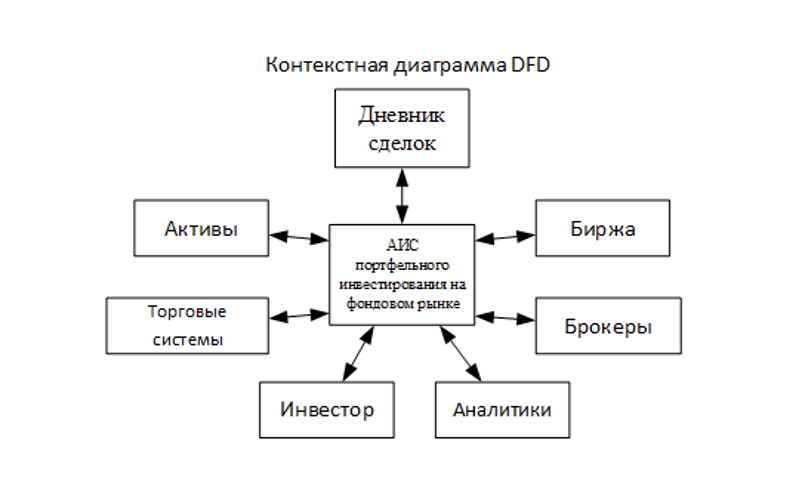 Контекстная диаграмма DFD
Дневник
сделок
Активы
Биржа
АИС
портфельного
инвестирования на
фондовом рынке
Торговые
системы
Брокеры
Инвестор
Аналитики